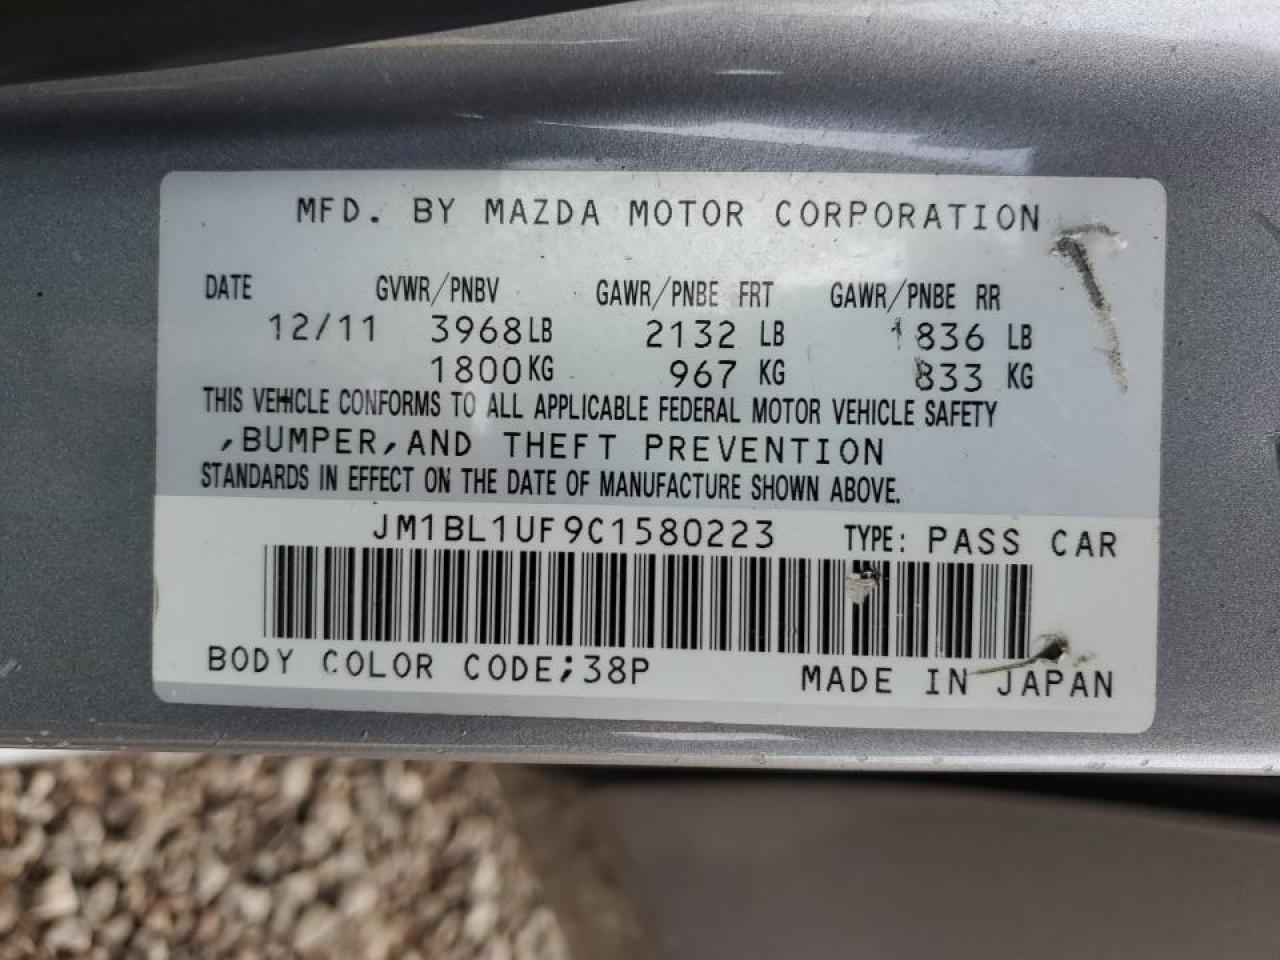 MFD. BY MAZDA MOTOR CORPORATION
DATE GVWR/PNBV GAWR/PNBE FRT GAWR/PNBE RR
12/11 3968LB 2132 LB 1836 LB
1800KG 967 KG 833 KG
THIS VEHICLE CONFORMS TO ALL APPLICABLE FEDERAL MOTOR VEHICLE SAFETY
,BUMPER,AND THEFT PREVENTION
STANDARDS IN EFFECT ON THE DATE OF MANUFACTURE SHOWN ABOVE.
JM1BL1UF9C1580223 TYPE: PASS CAR
BODY COLOR CODE;38P MADE IN JAPAN